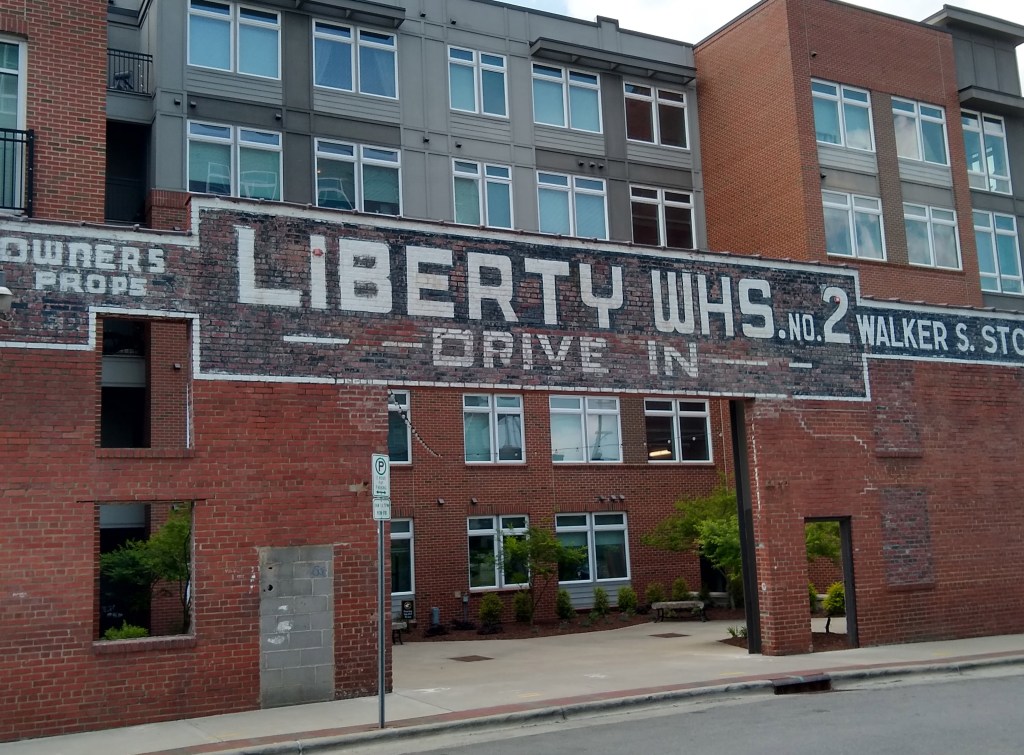 OWNERS
PROPS
LIBERTY WHS. NO. 2
DRIVE IN
WALKER S. STO
P